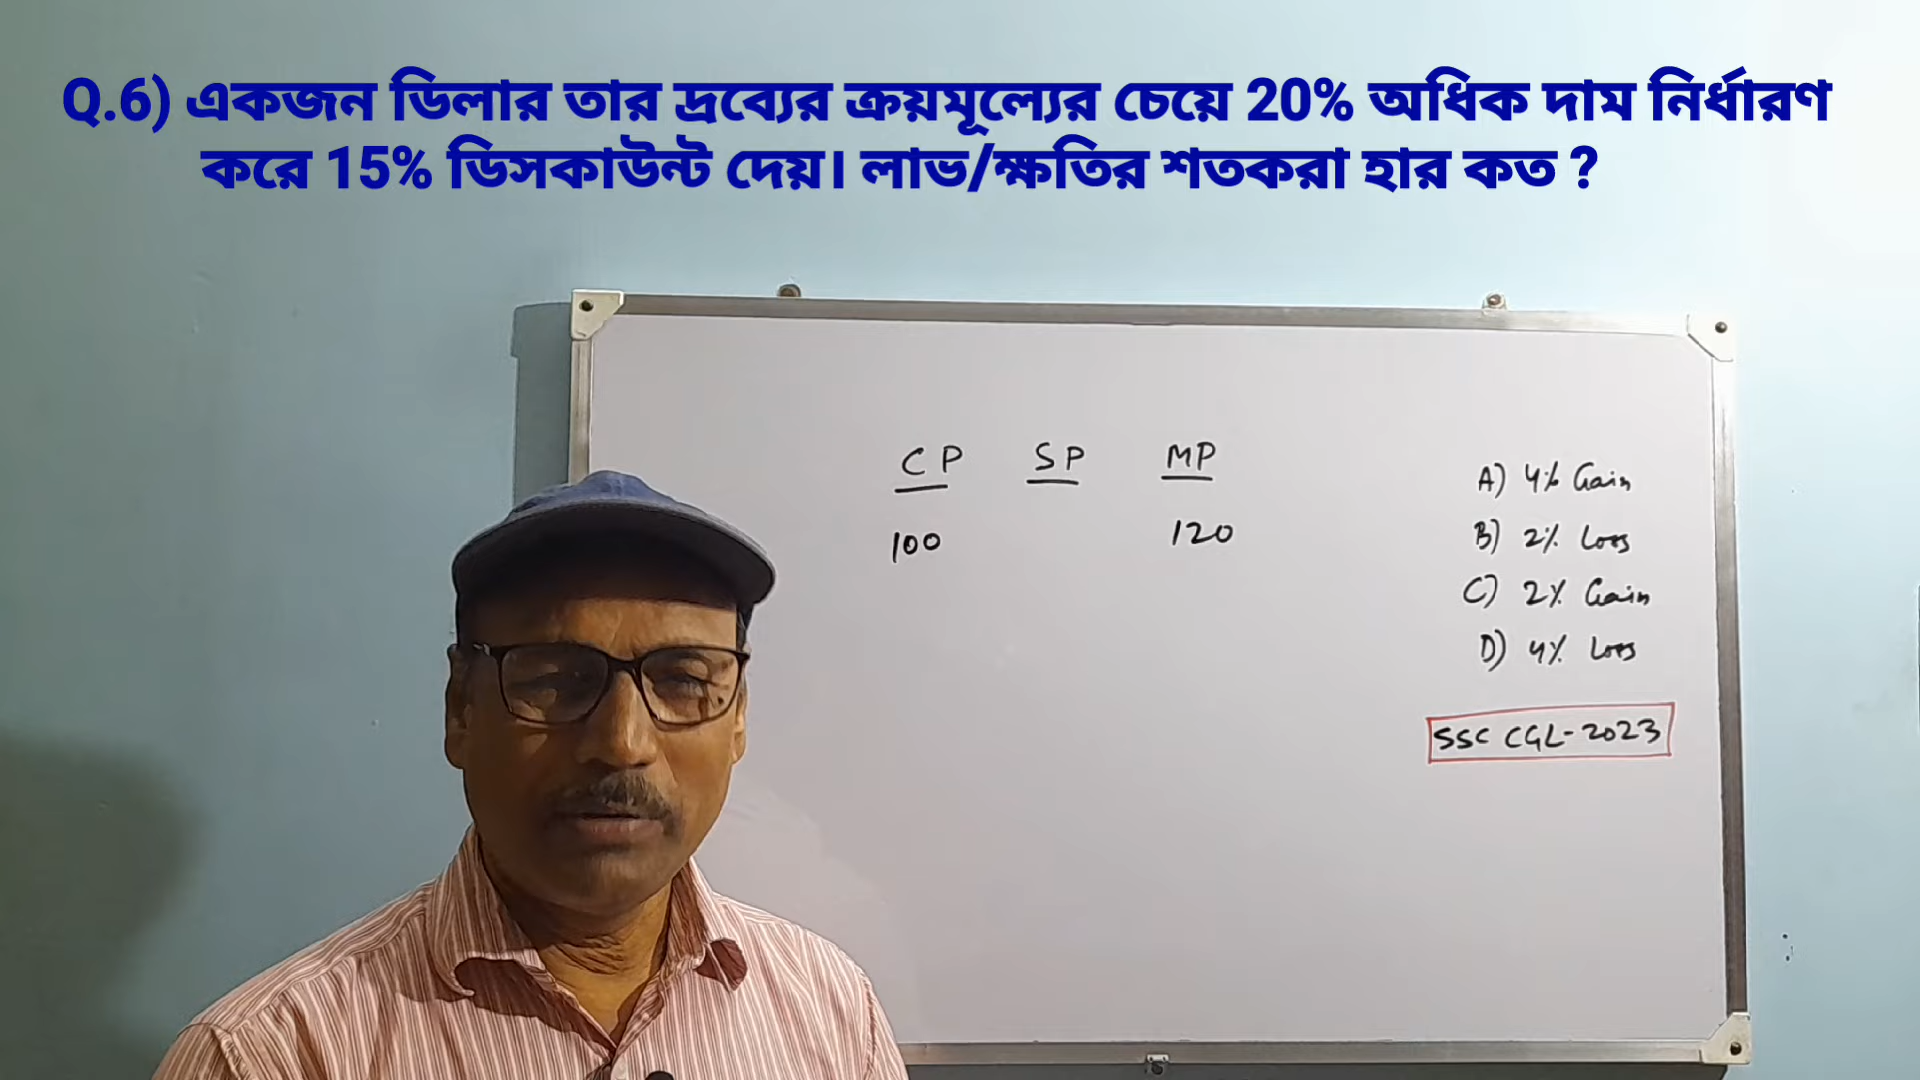 Q.6) একজন ডিলার তার দ্রব্যের ক্রয়মূল্যের চেয়ে 20% অধিক দাম নির্ধারণ
করে 15% ডিসকাউন্ট দেয়। লাভ/ক্ষতির শতকরা হার কত ?
CP SP MP
100 120
A) 4% Gain
B) 2% Loss
C) 2% Gain
D) 4% Loss
SSC CGL-2023